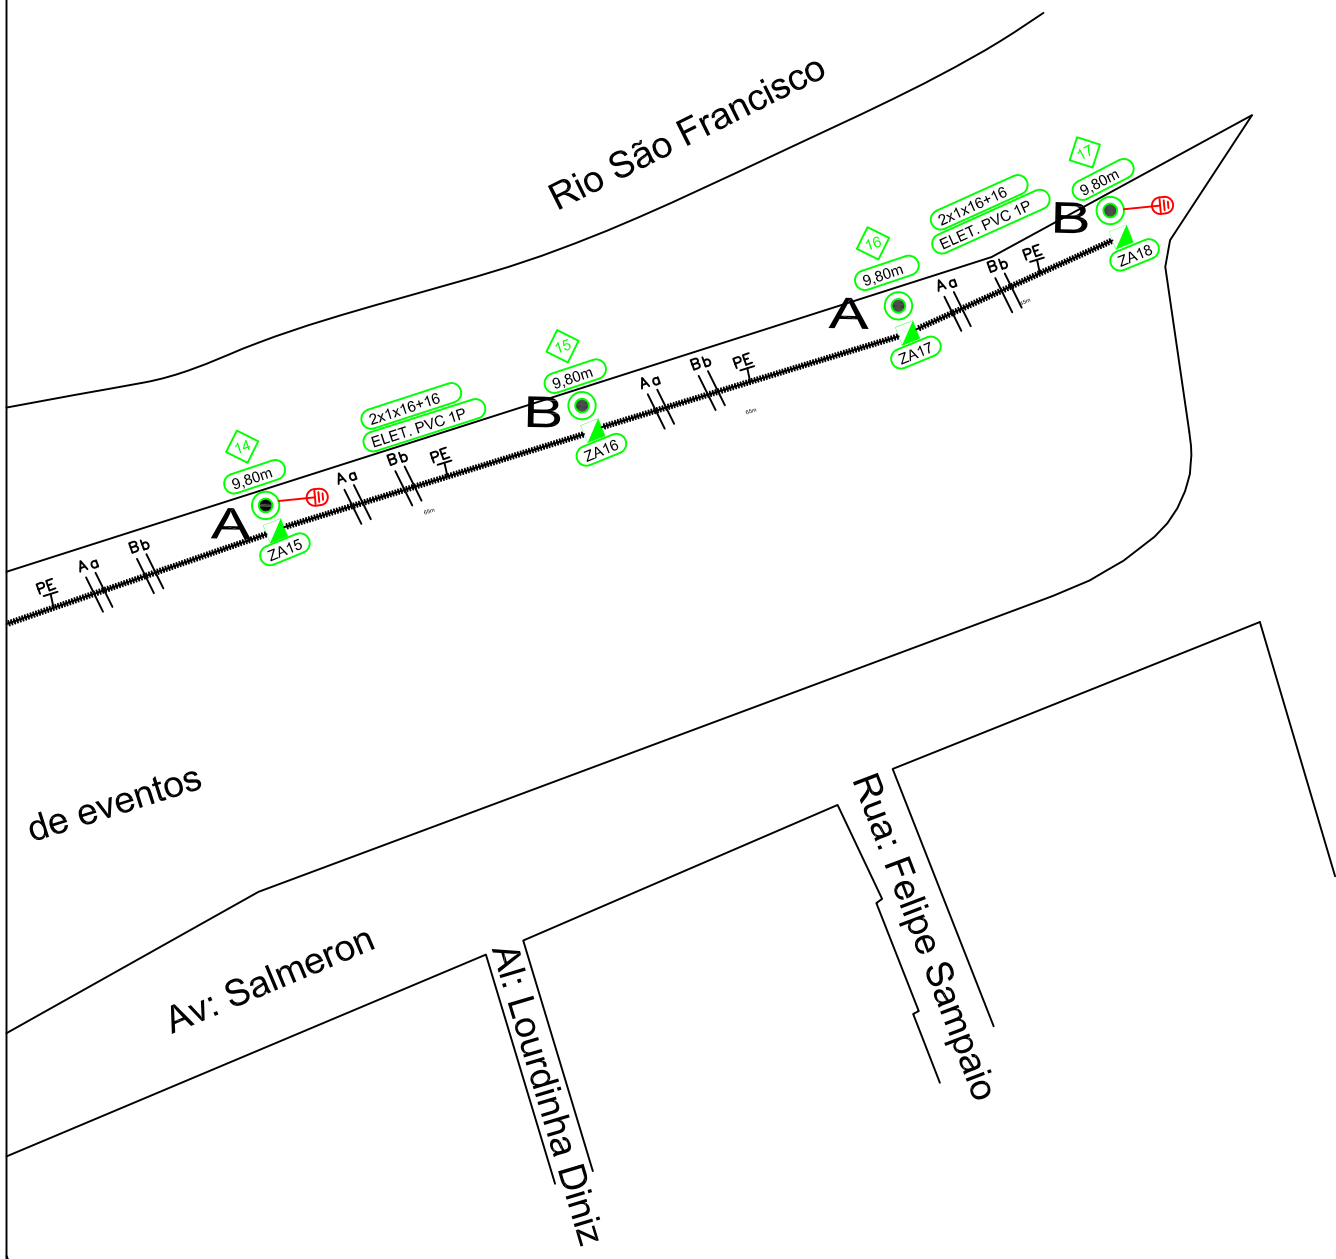 Rio São Francisco
17
9,80m
2x1x16+16
ELET. PVC 1P
B
ZA18
16
9,80m
A
ZA17
Aa
Bb
PE
15
9,80m
B
ZA16
Aa
Bb
PE
2x1x16+16
ELET. PVC 1P
14
9,80m
A
ZA15
Aa
Bb
PE
PE
Aa
Bb
de eventos
Av: Salmeron
Al: Lourdinha Diniz
Rua: Felipe Sampaio